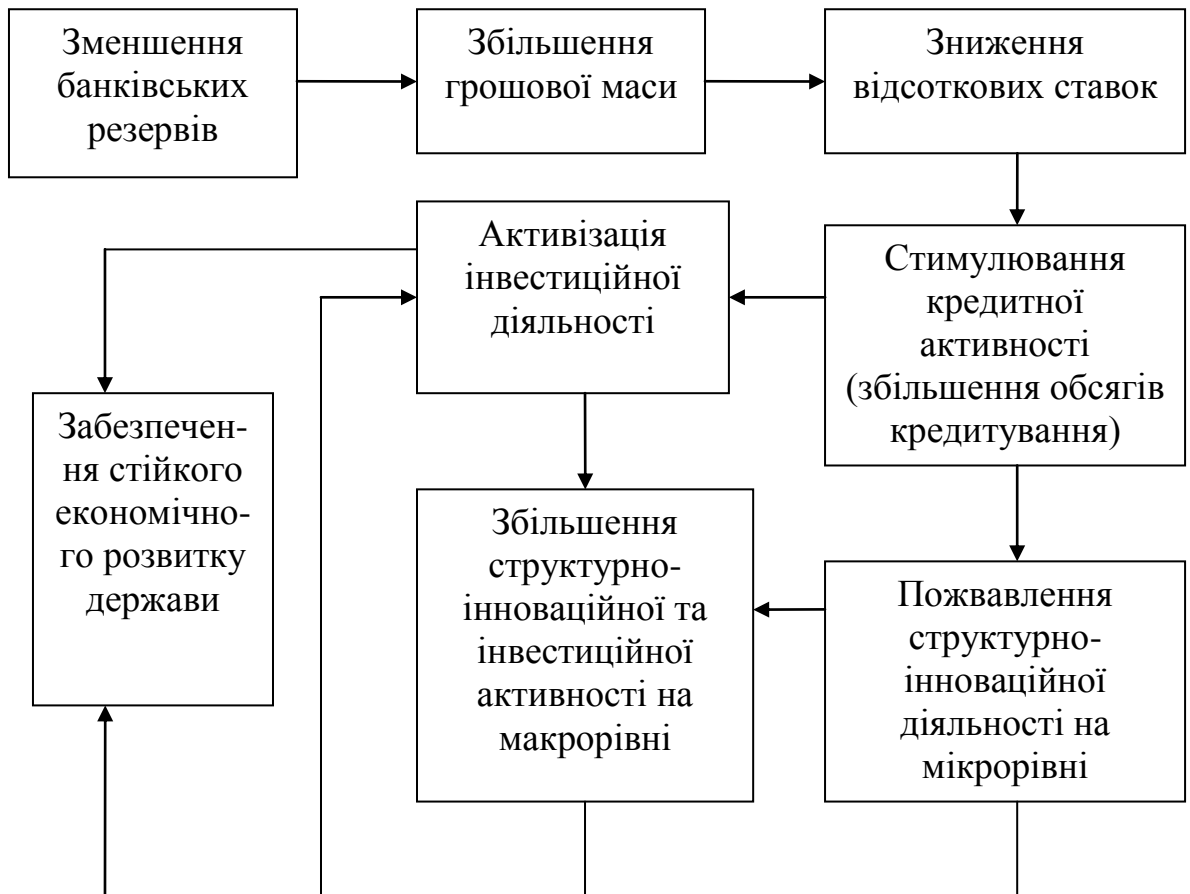 Зменшення
банківських
резервів
Збільшення
грошової маси
Зниження
відсоткових ставок
Активізація
інвестиційної
діяльності
Стимулювання
кредитної
активності
(збільшення обсягів
кредитування)
Забезпечен-
ня стійкого
економічно-
го розвитку
держави
Збільшення
структурно-
інноваційної та
інвестиційної
активності на
макрорівні
Пожвавлення
структурно-
інноваційної
діяльності на
мікрорівні